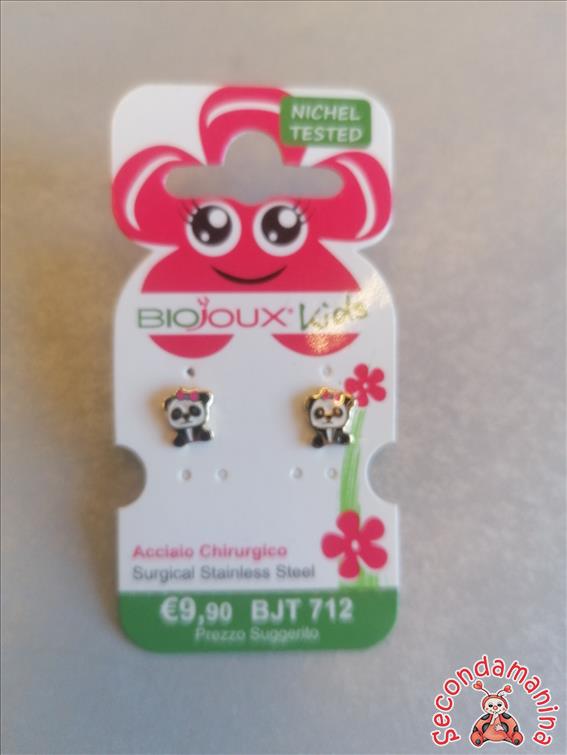 NICHEL
TESTED
BIOJOUX® Kids
Acciaio Chirurgico
Surgical Stainless Steel
€9,90 BJT 712
Prezzo Suggerito
secondamanina